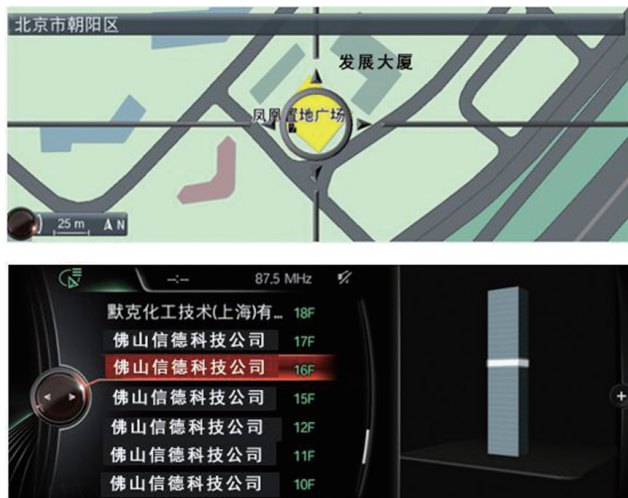 北京市朝阳区
发展大厦
凤凰置地广场
25 m N
--:-- 87.5 MHz
默克化工技术(上海)有... 18F
佛山信德科技公司 17F
佛山信德科技公司 16F
佛山信德科技公司 15F
佛山信德科技公司 12F
佛山信德科技公司 11F
佛山信德科技公司 10F